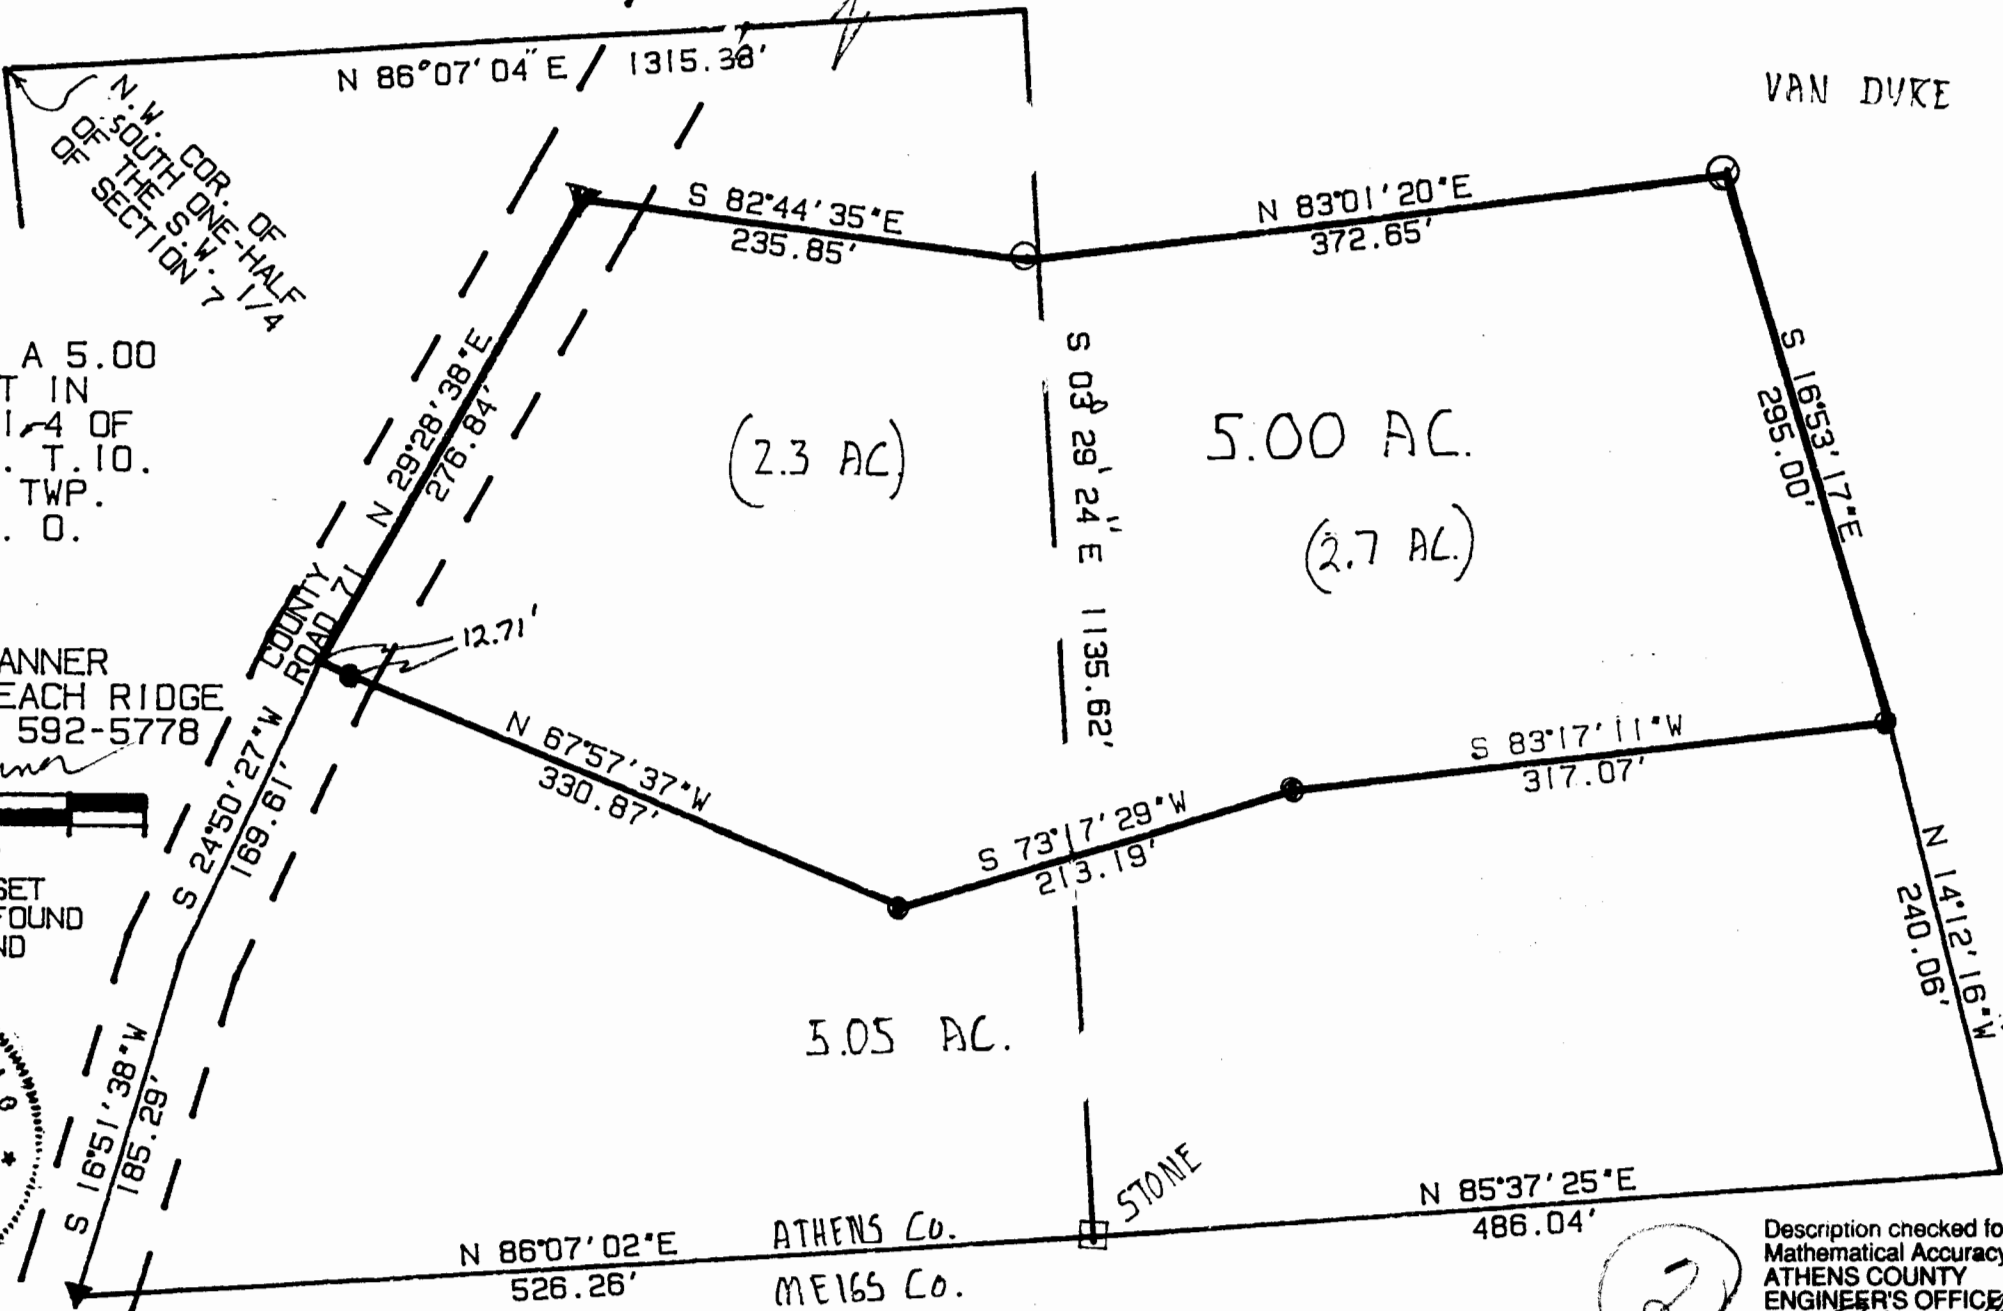 N 86°07'04" E 1315.38'
VAN DYKE
N.W. COR. OF
SOUTH ONE-HALF
OF THE S.W. 1/4
OF SECTION 7
S 82°44'35"E
235.85'
N 83°01'20"E
372.65'
A 5.00
T IN
1/4 OF
. T.10.
TWP.
. O.
N 29°28'38"E
276.84'
(2.3 AC)
S 03° 29' 24" E 1135.62'
5.00 AC.
(2.7 AC.)
S 16°53'17"E
295.00'
COUNTY
ROAD 71
12.71'
ANNER
EACH RIDGE
592-5778
N 67°57'37"W
330.87'
S 83°17'11"W
317.07'
S 73°17'29"W
213.19'
S 24°50'27"W
169.61'
SET
FOUND
ND
N 14°12'16"W
240.06'
5.05 AC.
S 16°51'38"W
185.29'
STONE
N 86°07'02"E
526.26'
ATHENS CO.
MEIGS CO.
N 85°37'25"E
486.04'
2
Description checked fo
Mathematical Accuracy
ATHENS COUNTY
ENGINEER'S OFFICE